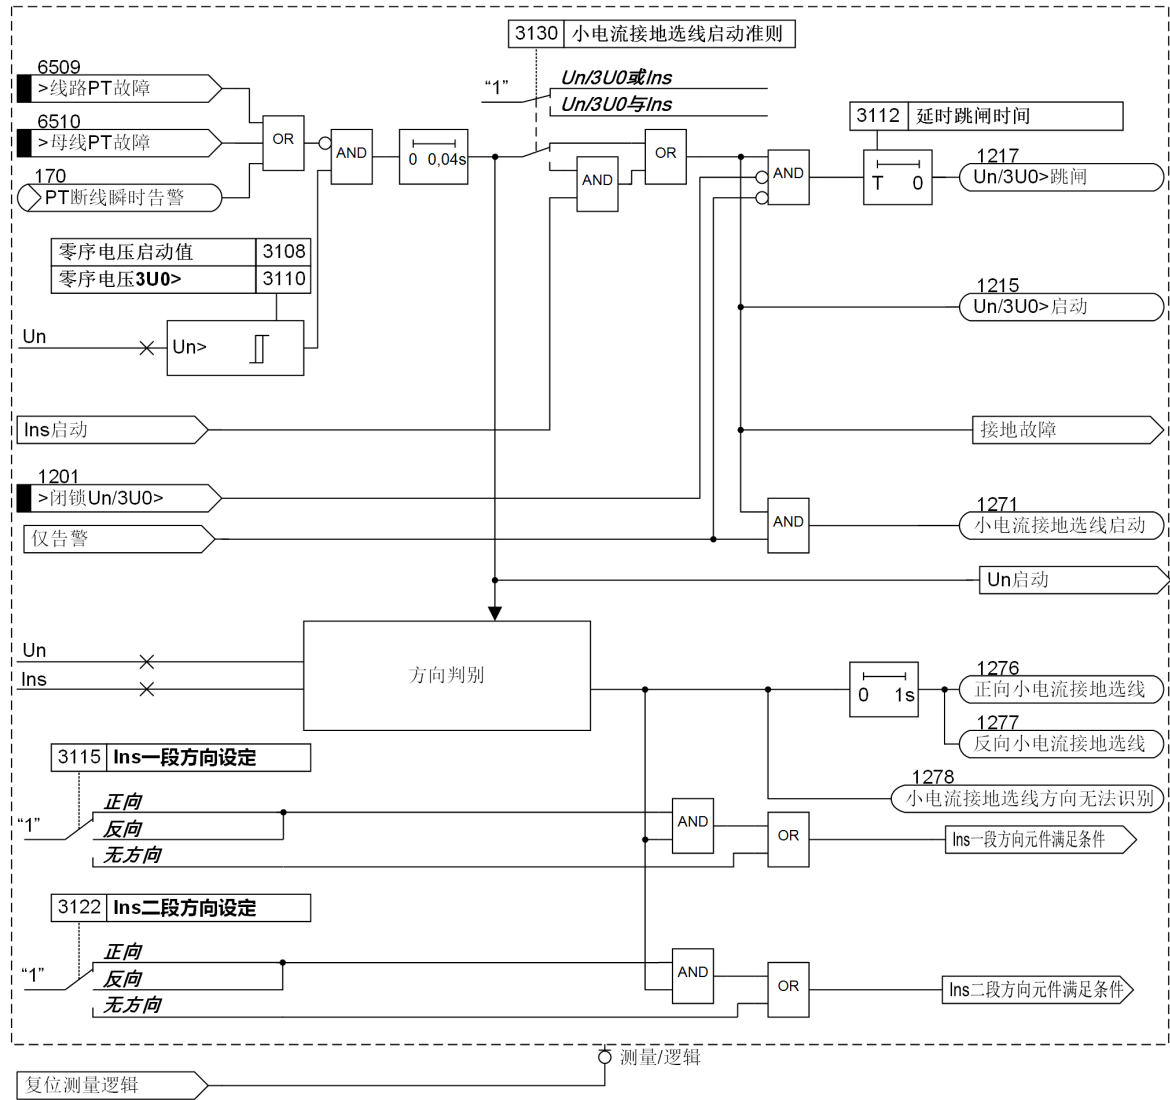 3130 小电流接地选线启动准则
6509
>线路PT故障
“1”
Un/3U0或Ins
Un/3U0与Ins
6510
>母线PT故障
OR
AND
0 0,04s
OR
AND
3112 延时跳闸时间
AND
T 0
1217
Un/3U0>跳闸
170
PT断线瞬时告警
零序电压启动值 3108
零序电压3U0> 3110
1215
Un/3U0>启动
Un
Un>
Ins启动
接地故障
1201
>闭锁Un/3U0>
仅告警
AND
1271
小电流接地选线启动
Un启动
Un
Ins
方向判别
0 1s
1276
正向小电流接地选线
1277
反向小电流接地选线
1278
小电流接地选线方向无法识别
3115 Ins一段方向设定
“1”
正向
反向
无方向
AND
OR
Ins一段方向元件满足条件
3122 Ins二段方向设定
“1”
正向
反向
无方向
AND
OR
Ins二段方向元件满足条件
测量/逻辑
复位测量逻辑